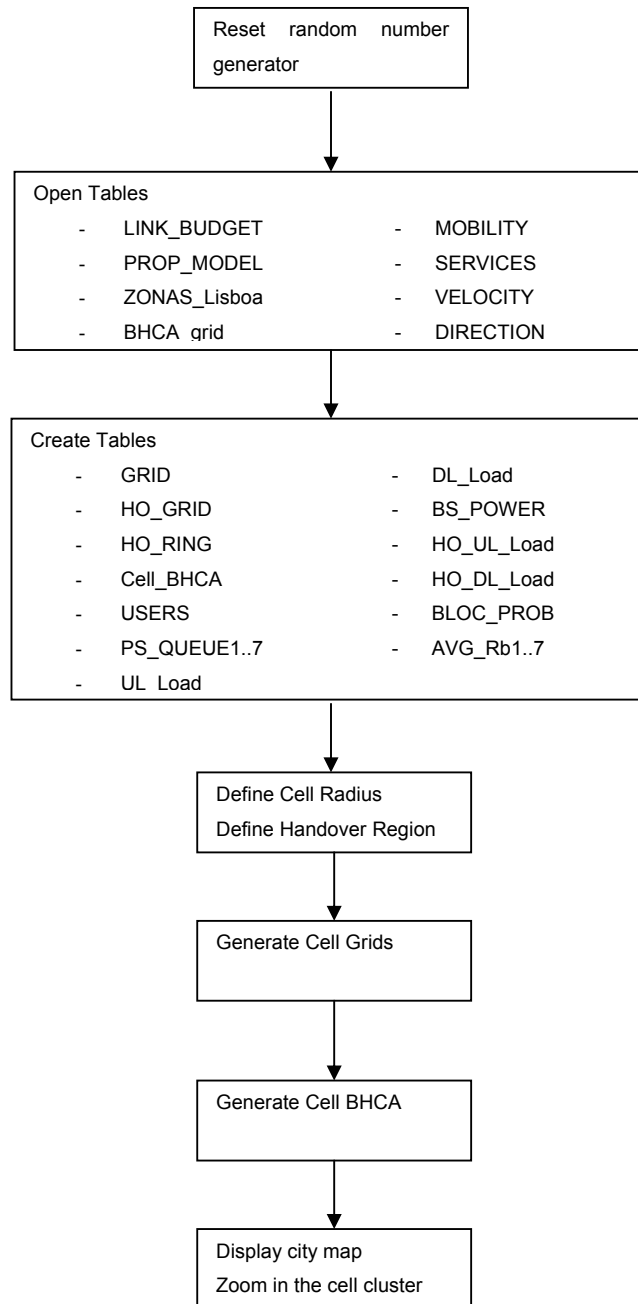 Reset random number
generator
Open Tables
- LINK_BUDGET
- PROP_MODEL
- ZONAS_Lisboa
- BHCA_grid
- MOBILITY
- SERVICES
- VELOCITY
- DIRECTION
Create Tables
- GRID
- HO_GRID
- HO_RING
- Cell_BHCA
- USERS
- PS_QUEUE1..7
- UL_Load
- DL_Load
- BS_POWER
- HO_UL_Load
- HO_DL_Load
- BLOC_PROB
- AVG_Rb1..7
Define Cell Radius
Define Handover Region
Generate Cell Grids
Generate Cell BHCA
Display city map
Zoom in the cell cluster